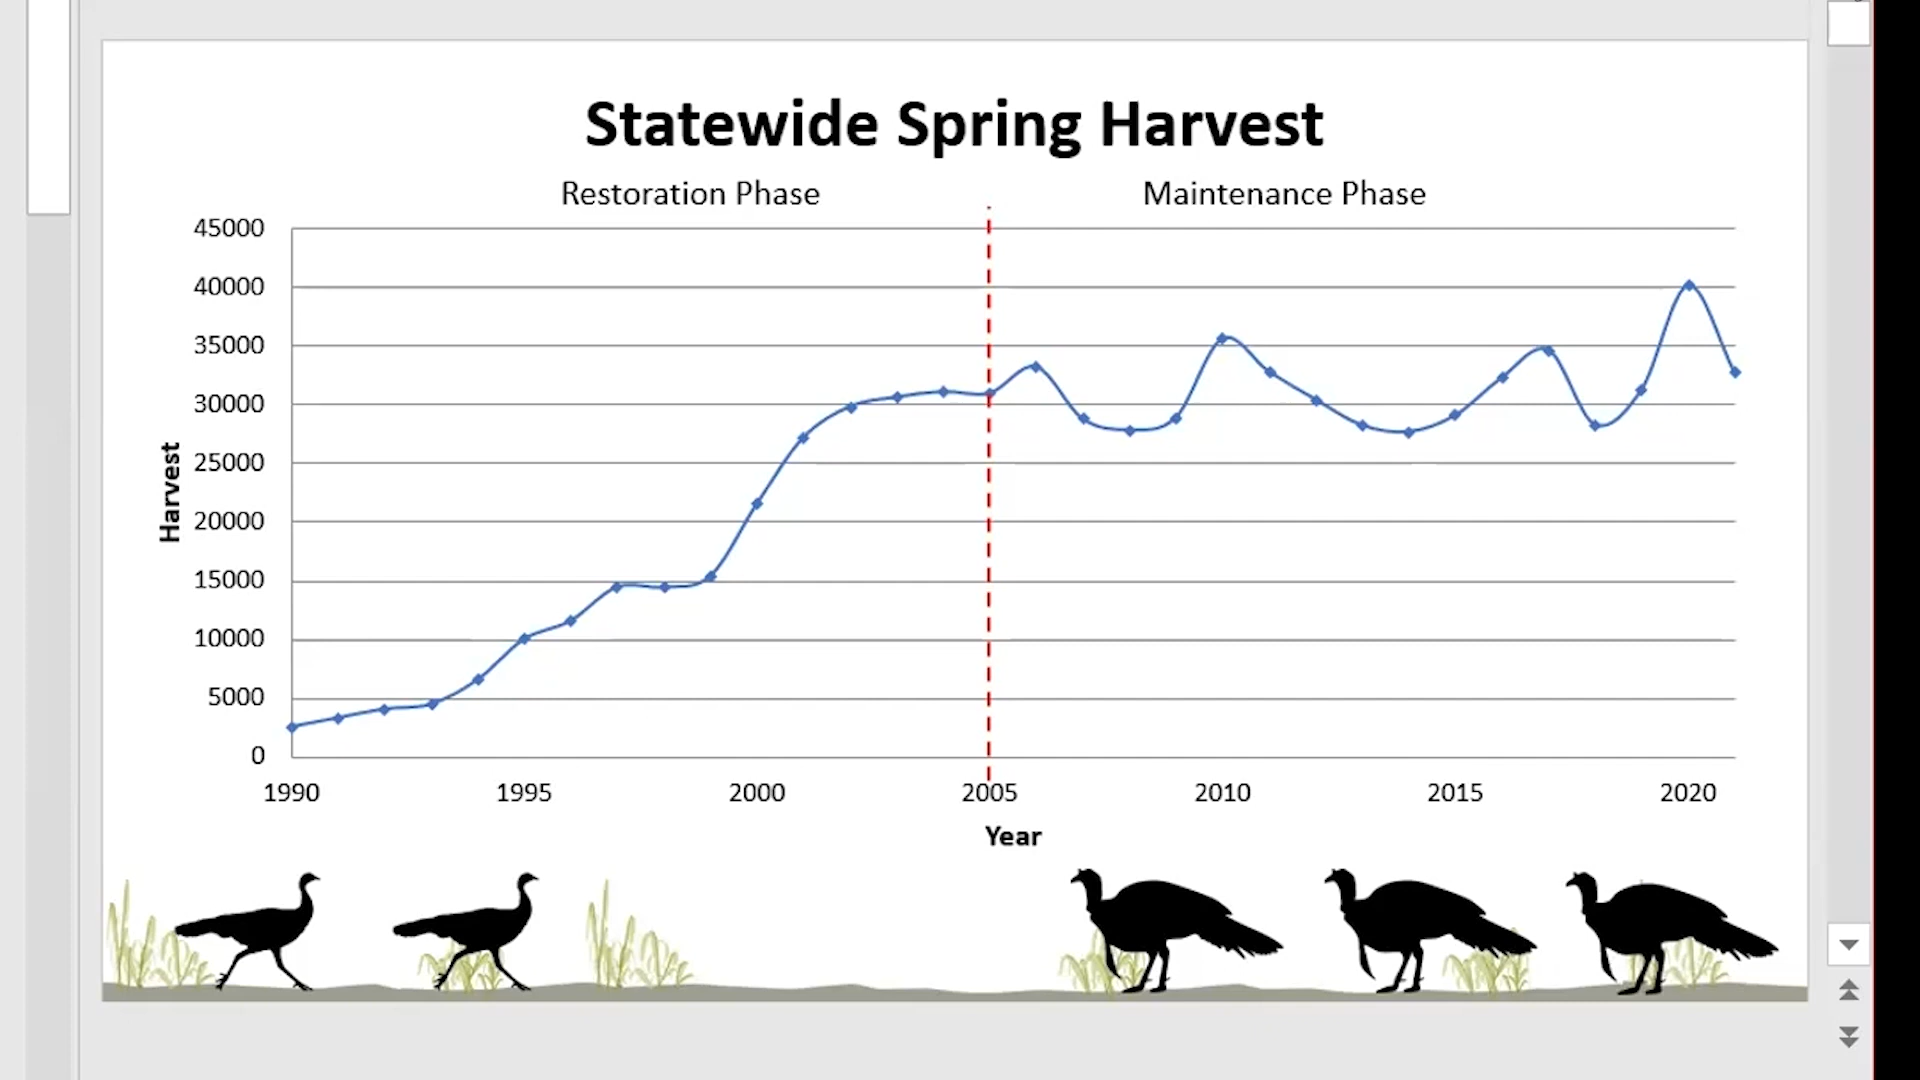 Statewide Spring Harvest
Restoration Phase
Maintenance Phase
45000
40000
35000
30000
25000
20000
15000
10000
5000
0
Harvest
1990 1995 2000 2005 2010 2015 2020
Year